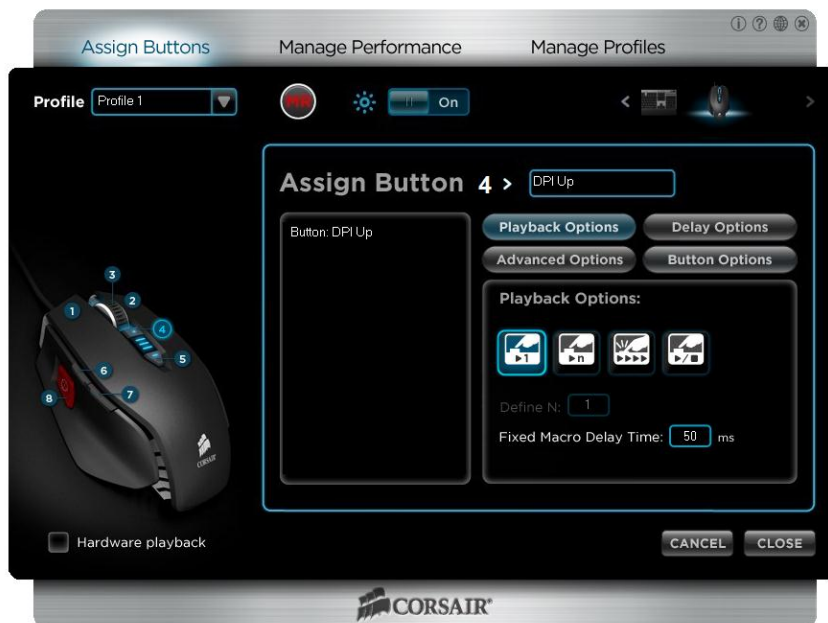 Assign Buttons
Manage Performance
Manage Profiles
Profile
Profile 1
MR
On
Assign Button 4 >
DPI Up
Button: DPI Up
Playback Options
Delay Options
Advanced Options
Button Options
Playback Options:
1
n
Define N: 1
Fixed Macro Delay Time: 50 ms
1
2
3
4
5
6
7
8
CORSAIR
Hardware playback
CANCEL
CLOSE
CORSAIR